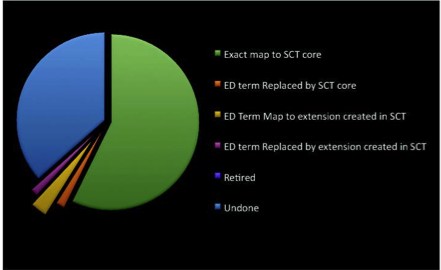 Exact map to SCT core
ED term Replaced by SCT core
ED Term Map to extension created in SCT
ED term Replaced by extension created in SCT
Retired
Undone